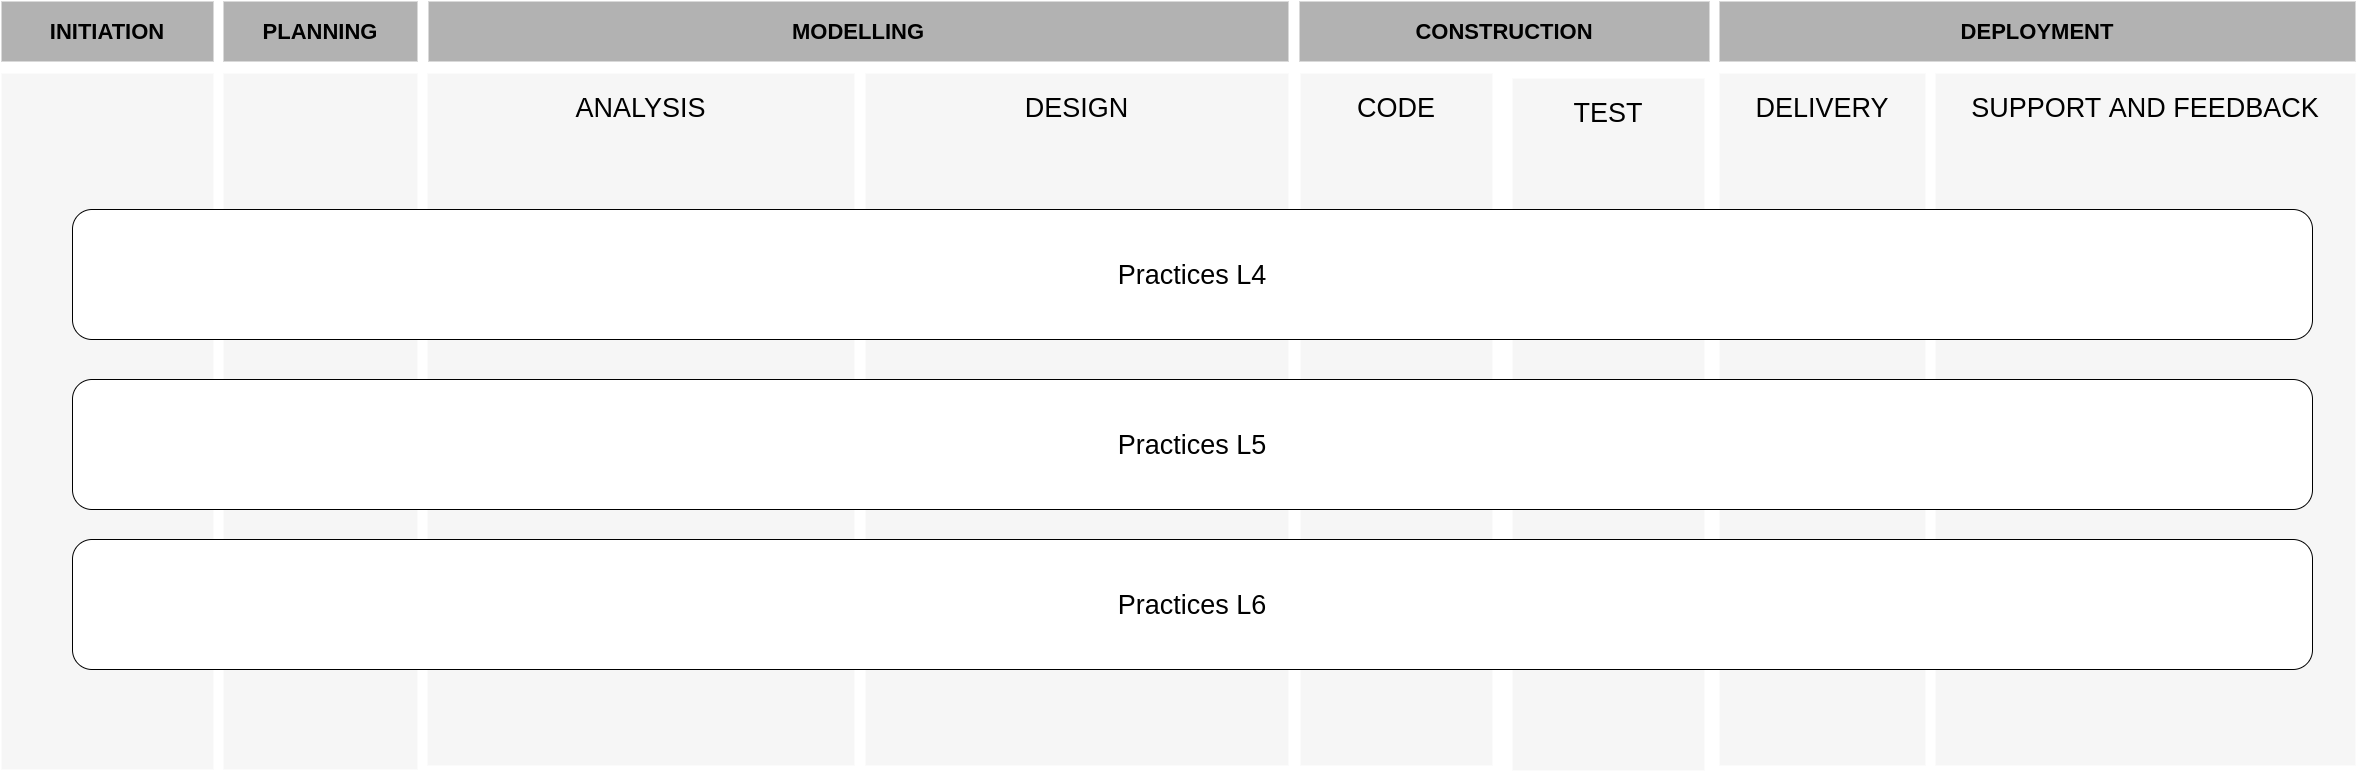 INITIATION
PLANNING
MODELLING
CONSTRUCTION
DEPLOYMENT
ANALYSIS
DESIGN
CODE
TEST
DELIVERY
SUPPORT AND FEEDBACK
Practices L4
Practices L5
Practices L6